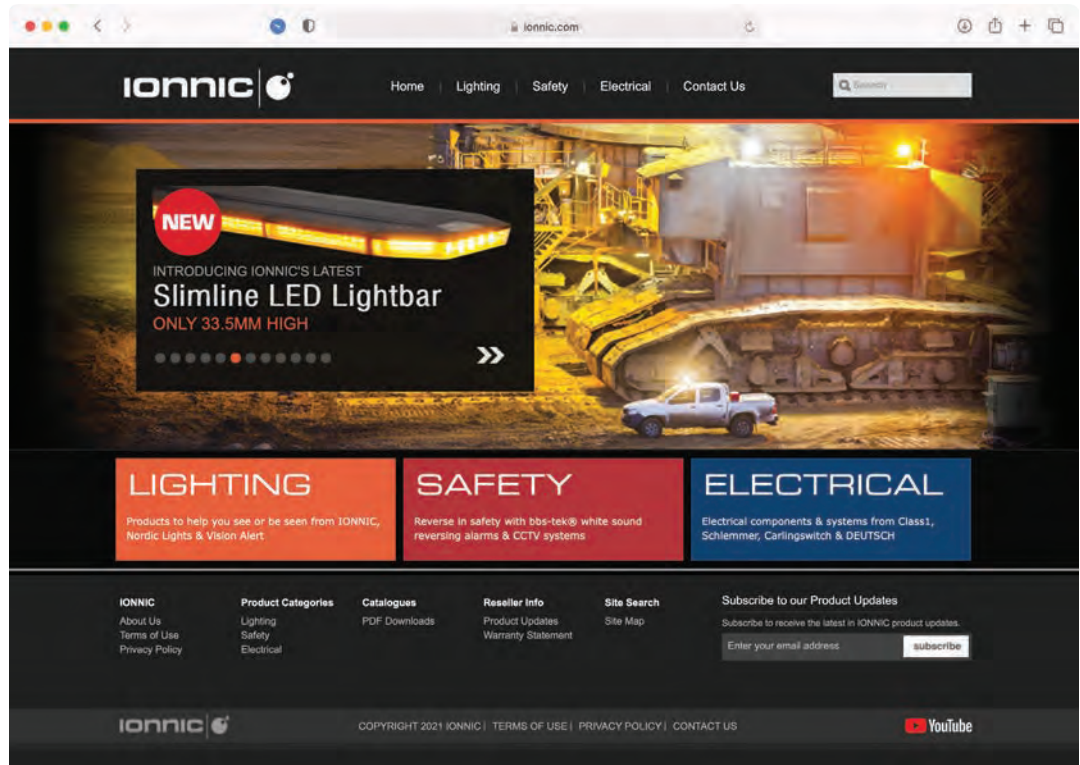 ionnic.com
IONNIC
Home | Lighting | Safety | Electrical | Contact Us
Search
NEW
INTRODUCING IONNIC'S LATEST
Slimline LED Lightbar
ONLY 33.5MM HIGH
LIGHTING
Products to help you see or be seen from IONNIC,
Nordic Lights & Vision Alert
SAFETY
Reverse in safety with bbs-tek® white sound
reversing alarms & CCTV systems
ELECTRICAL
Electrical components & systems from Class1,
Schlemmer, Carlingswitch & DEUTSCH
IONNIC
About Us
Terms of Use
Privacy Policy
Product Categories
Lighting
Safety
Electrical
Catalogues
PDF Downloads
Reseller Info
Product Updates
Warranty Statement
Site Search
Site Map
Subscribe to our Product Updates
Subscribe to receive the latest in IONNIC product updates.
Enter your email address
subscribe
IONNIC
COPYRIGHT 2021 IONNIC | TERMS OF USE | PRIVACY POLICY | CONTACT US
YouTube